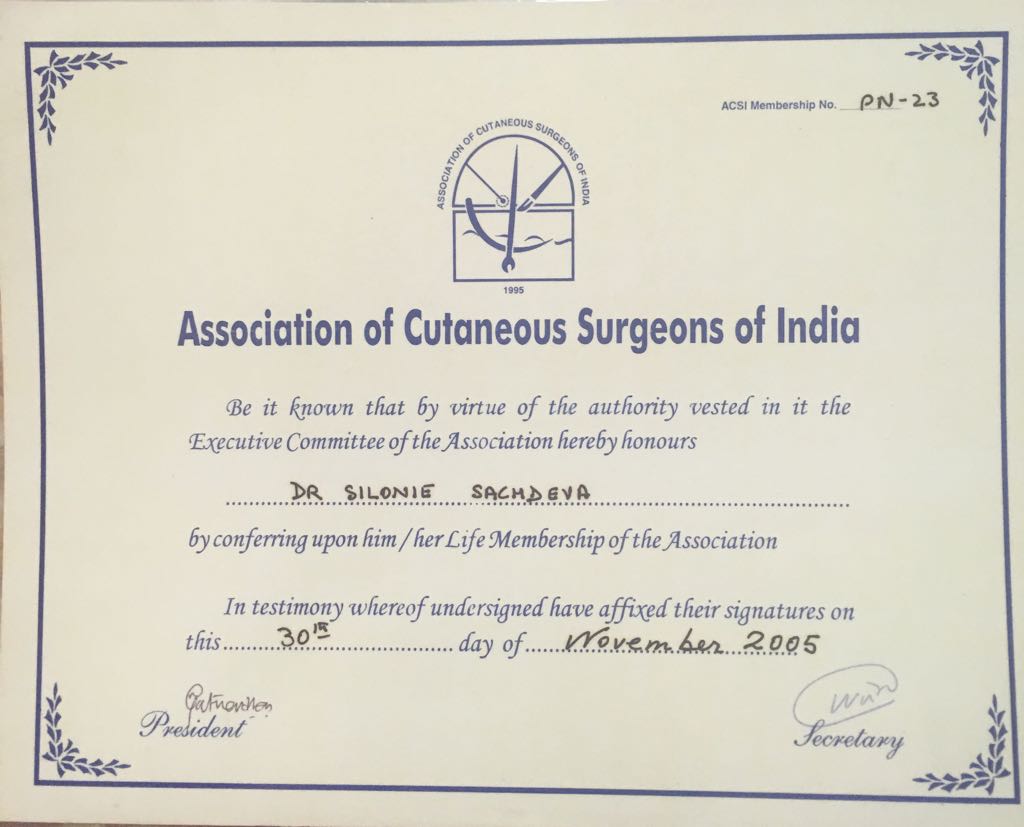 ACSI Membership No. PN-23
ASSOCIATION OF CUTANEOUS SURGEONS OF INDIA
1995
Association of Cutaneous Surgeons of India
Be it known that by virtue of the authority vested in it the
Executive Committee of the Association hereby honours
DR SILONIE SACHDEVA
by conferring upon him / her Life Membership of the Association
In testimony whereof undersigned have affixed their signatures on
this 30th day of November 2005
President
Secretary